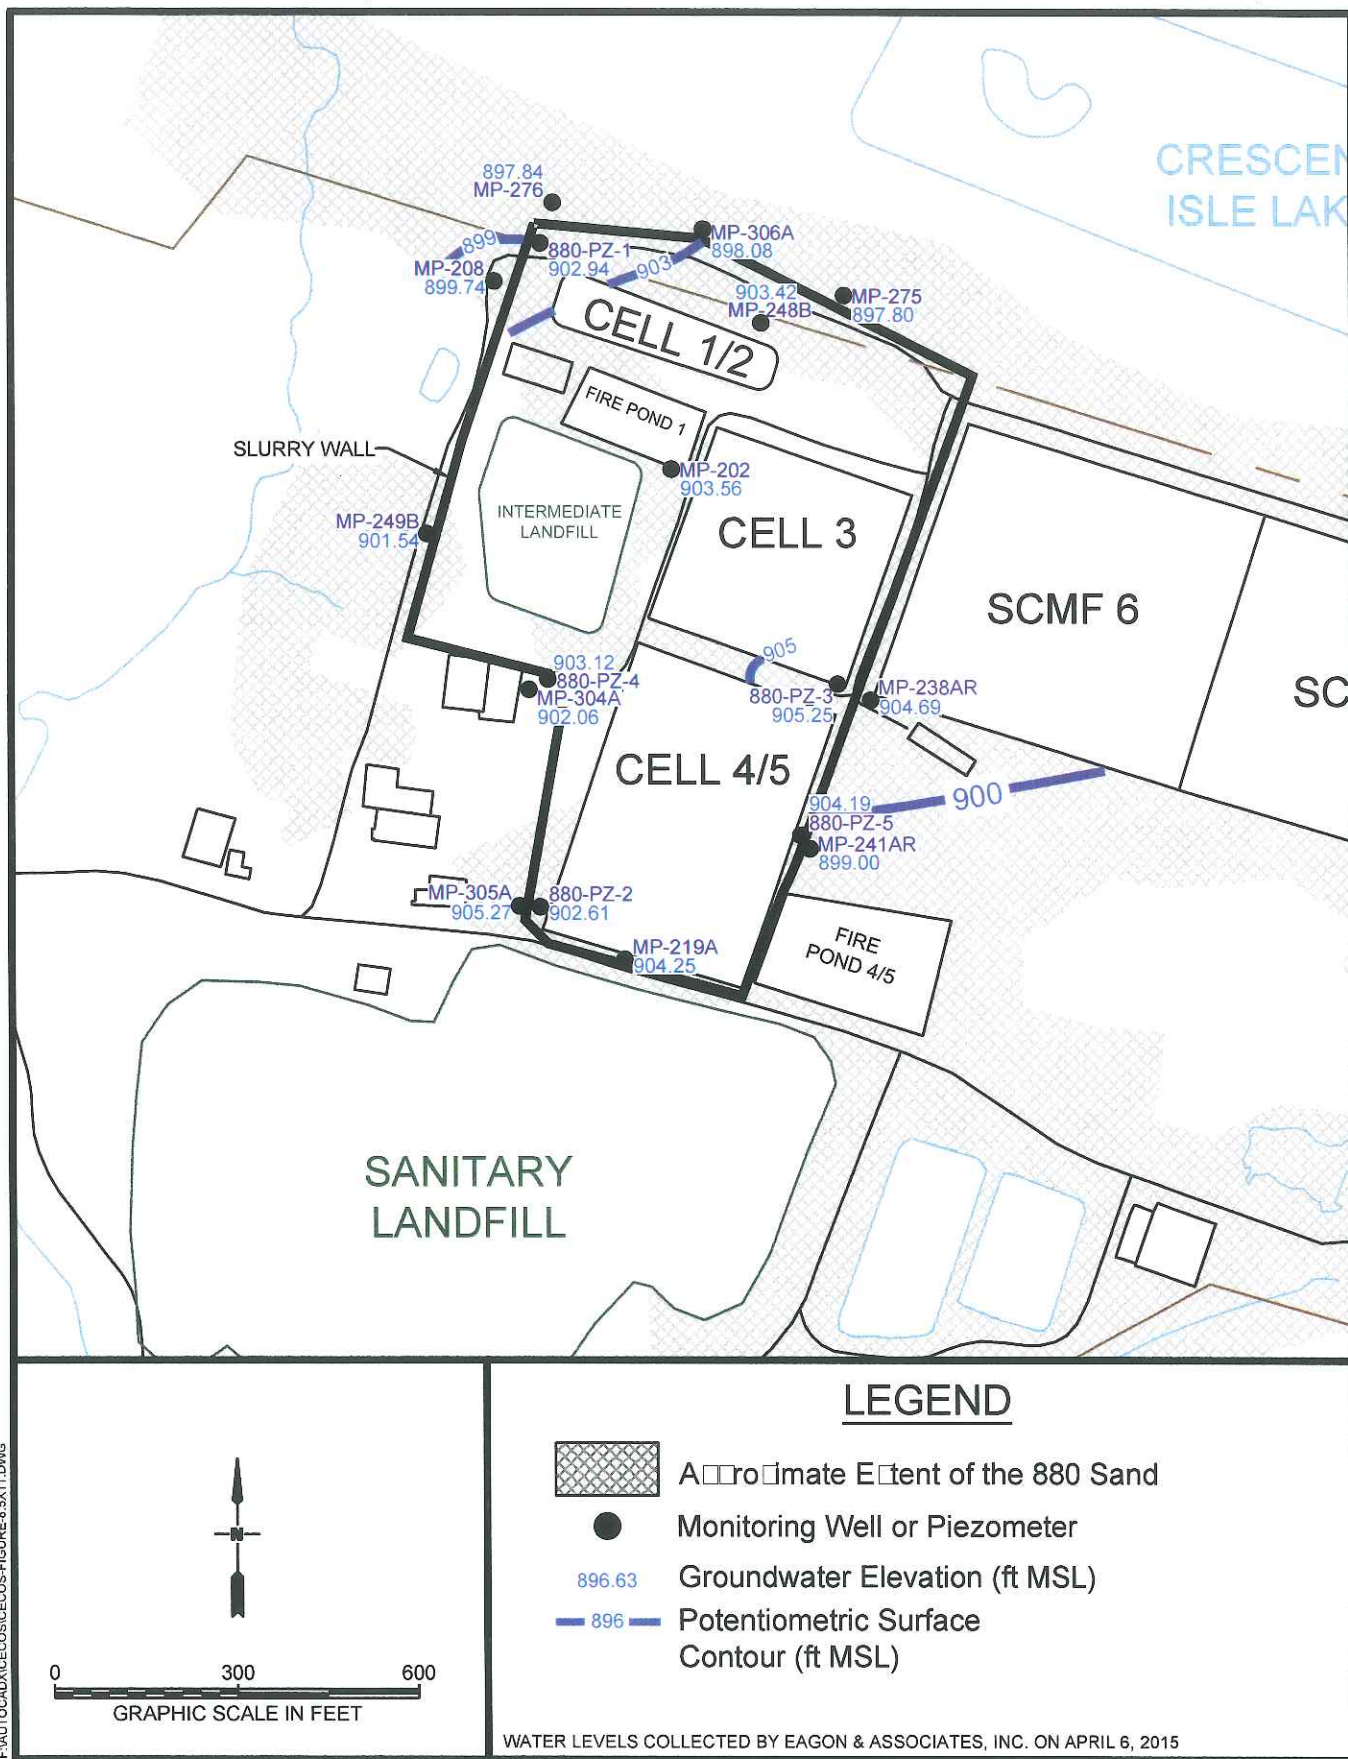 CRESCEN
ISLE LAK
897.84
MP-276
MP-306A
898.08
899
880-PZ-1
902.94
903
MP-208
899.74
903.42
MP-248B
MP-275
897.80
CELL 1/2
FIRE POND 1
SLURRY WALL
MP-202
903.56
INTERMEDIATE
LANDFILL
MP-249B
901.54
CELL 3
SCMF 6
905
903.12
880-PZ-4
MP-304A
902.06
880-PZ-3
905.25
MP-238AR
904.69
SC
CELL 4/5
900
904.19
880-PZ-5
MP-241AR
899.00
MP-305A
905.27
880-PZ-2
902.61
MP-219A
904.25
FIRE
POND 4/5
SANITARY
LANDFILL
N
0 300 600
GRAPHIC SCALE IN FEET
LEGEND
A□□ro□imate E□tent of the 880 Sand
Monitoring Well or Piezometer
896.63 Groundwater Elevation (ft MSL)
896 Potentiometric Surface
Contour (ft MSL)
WATER LEVELS COLLECTED BY EAGON & ASSOCIATES, INC. ON APRIL 6, 2015